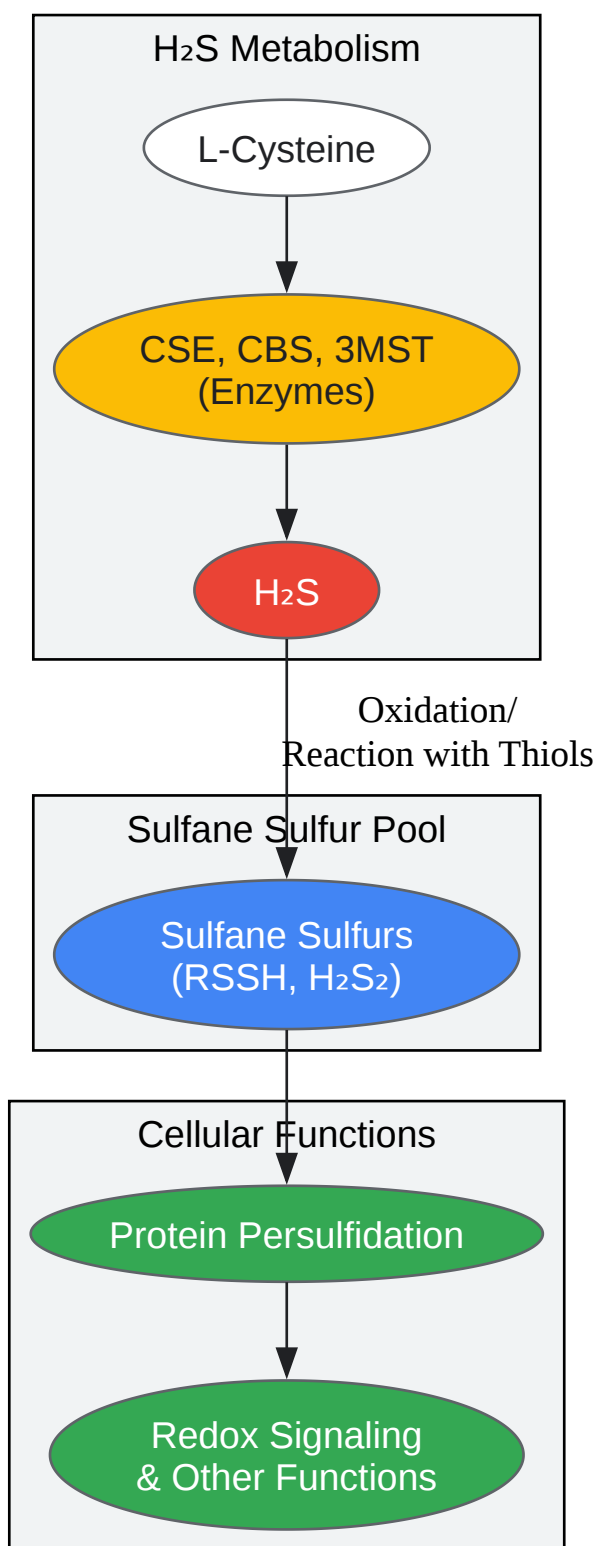 H₂S Metabolism
L-Cysteine
CSE, CBS, 3MST
(Enzymes)
H₂S
Oxidation/
Reaction with Thiols
Sulfane Sulfur Pool
Sulfane Sulfurs
(RSSH, H₂S₂)
Cellular Functions
Protein Persulfidation
Redox Signaling
& Other Functions